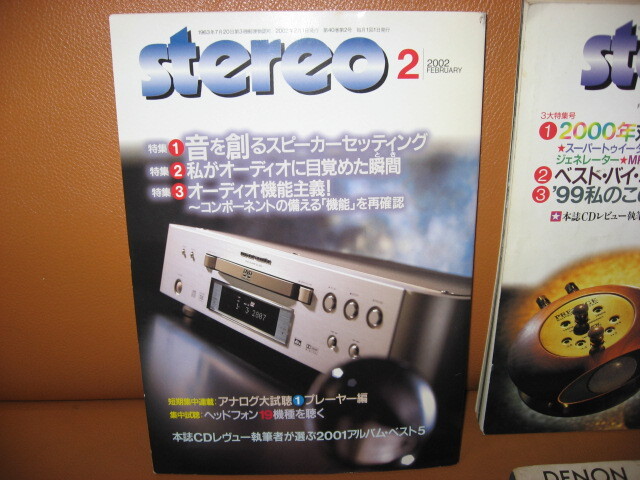 stereo
2
2002
FEBRUARY
特集1 音を創るスピーカーセッティング
特集2 私がオーディオに目覚めた瞬間
特集3 オーディオ機能主義!
〜コンポーネントの備える「機能」を再確認
短期集中連載: アナログ大試聴1プレーヤー編
集中試聴: ヘッドフォン19機種を聴く
本誌CDレヴュー執筆者が選ぶ2001アルバム・ベスト5
3大特集号
1 2000年
★スーパートゥイータ
ジェネレーター★M
2 ベスト・バイ・
3 '99私のこ
★本誌CDレビュー執筆
DENON